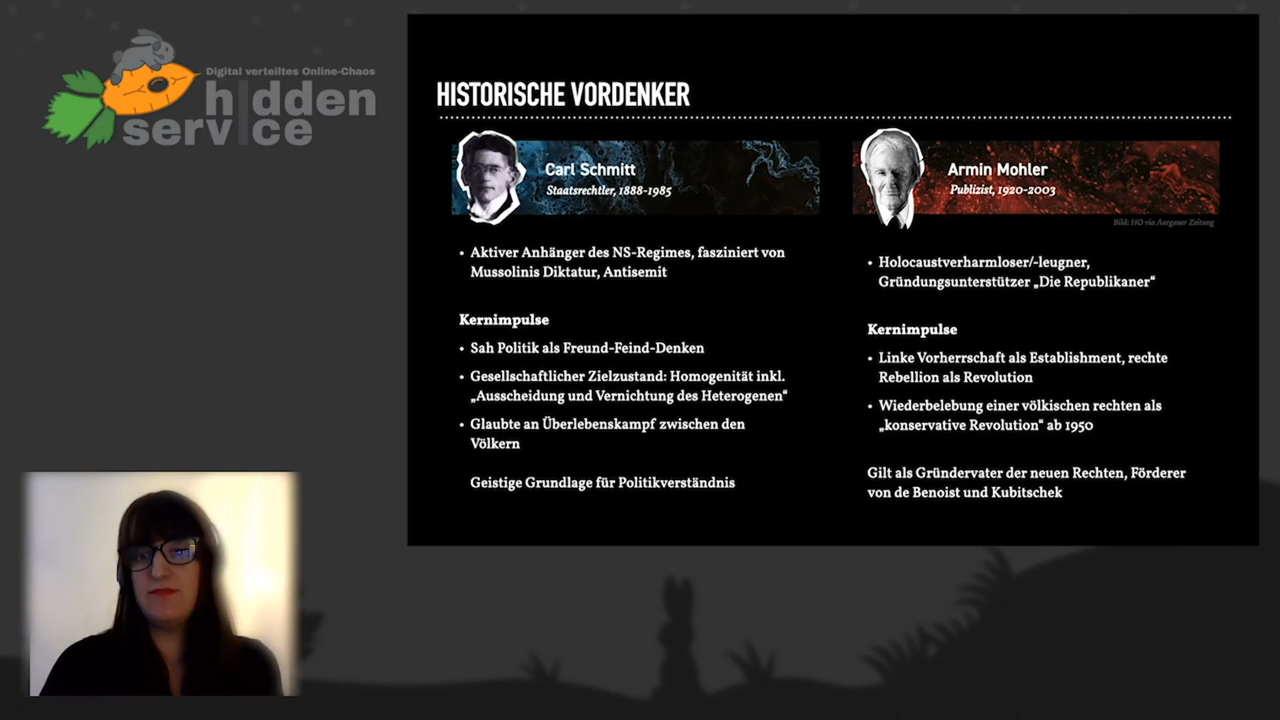 Digital verteiltes Online-Chaos
hidden
service
HISTORISCHE VORDENKER
Carl Schmitt
Staatsrechtler, 1888-1985
• Aktiver Anhänger des NS-Regimes, fasziniert von
Mussolinis Diktatur, Antisemit
Kernimpulse
• Sah Politik als Freund-Feind-Denken
• Gesellschaftlicher Zielzustand: Homogenität inkl.
„Ausscheidung und Vernichtung des Heterogenen“
• Glaubte an Überlebenskampf zwischen den
Völkern
Geistige Grundlage für Politikverständnis
Armin Mohler
Publizist, 1920-2003
Bild: HO via Aargauer Zeitung
• Holocaustverharmloser/-leugner,
Gründungsunterstützer „Die Republikaner“
Kernimpulse
• Linke Vorherrschaft als Establishment, rechte
Rebellion als Revolution
• Wiederbelebung einer völkischen rechten als
„konservative Revolution“ ab 1950
Gilt als Gründervater der neuen Rechten, Förderer
von de Benoist und Kubitschek